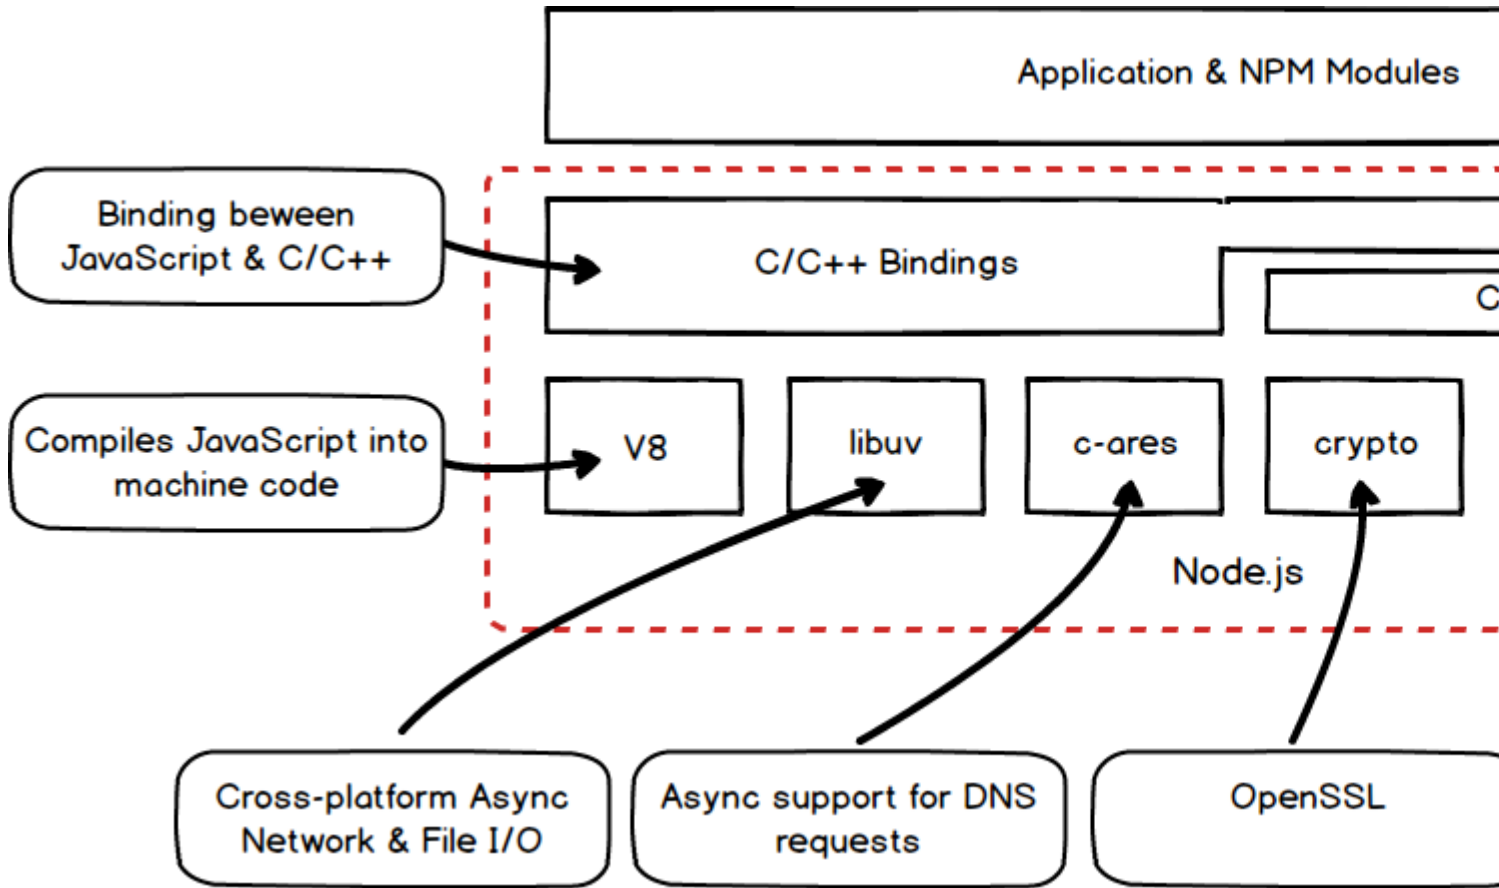 Application & NPM Modules
Binding beween
JavaScript & C/C++
C/C++ Bindings
C
Compiles JavaScript into
machine code
V8
libuv
c-ares
crypto
Node.js
Cross-platform Async
Network & File I/O
Async support for DNS
requests
OpenSSL